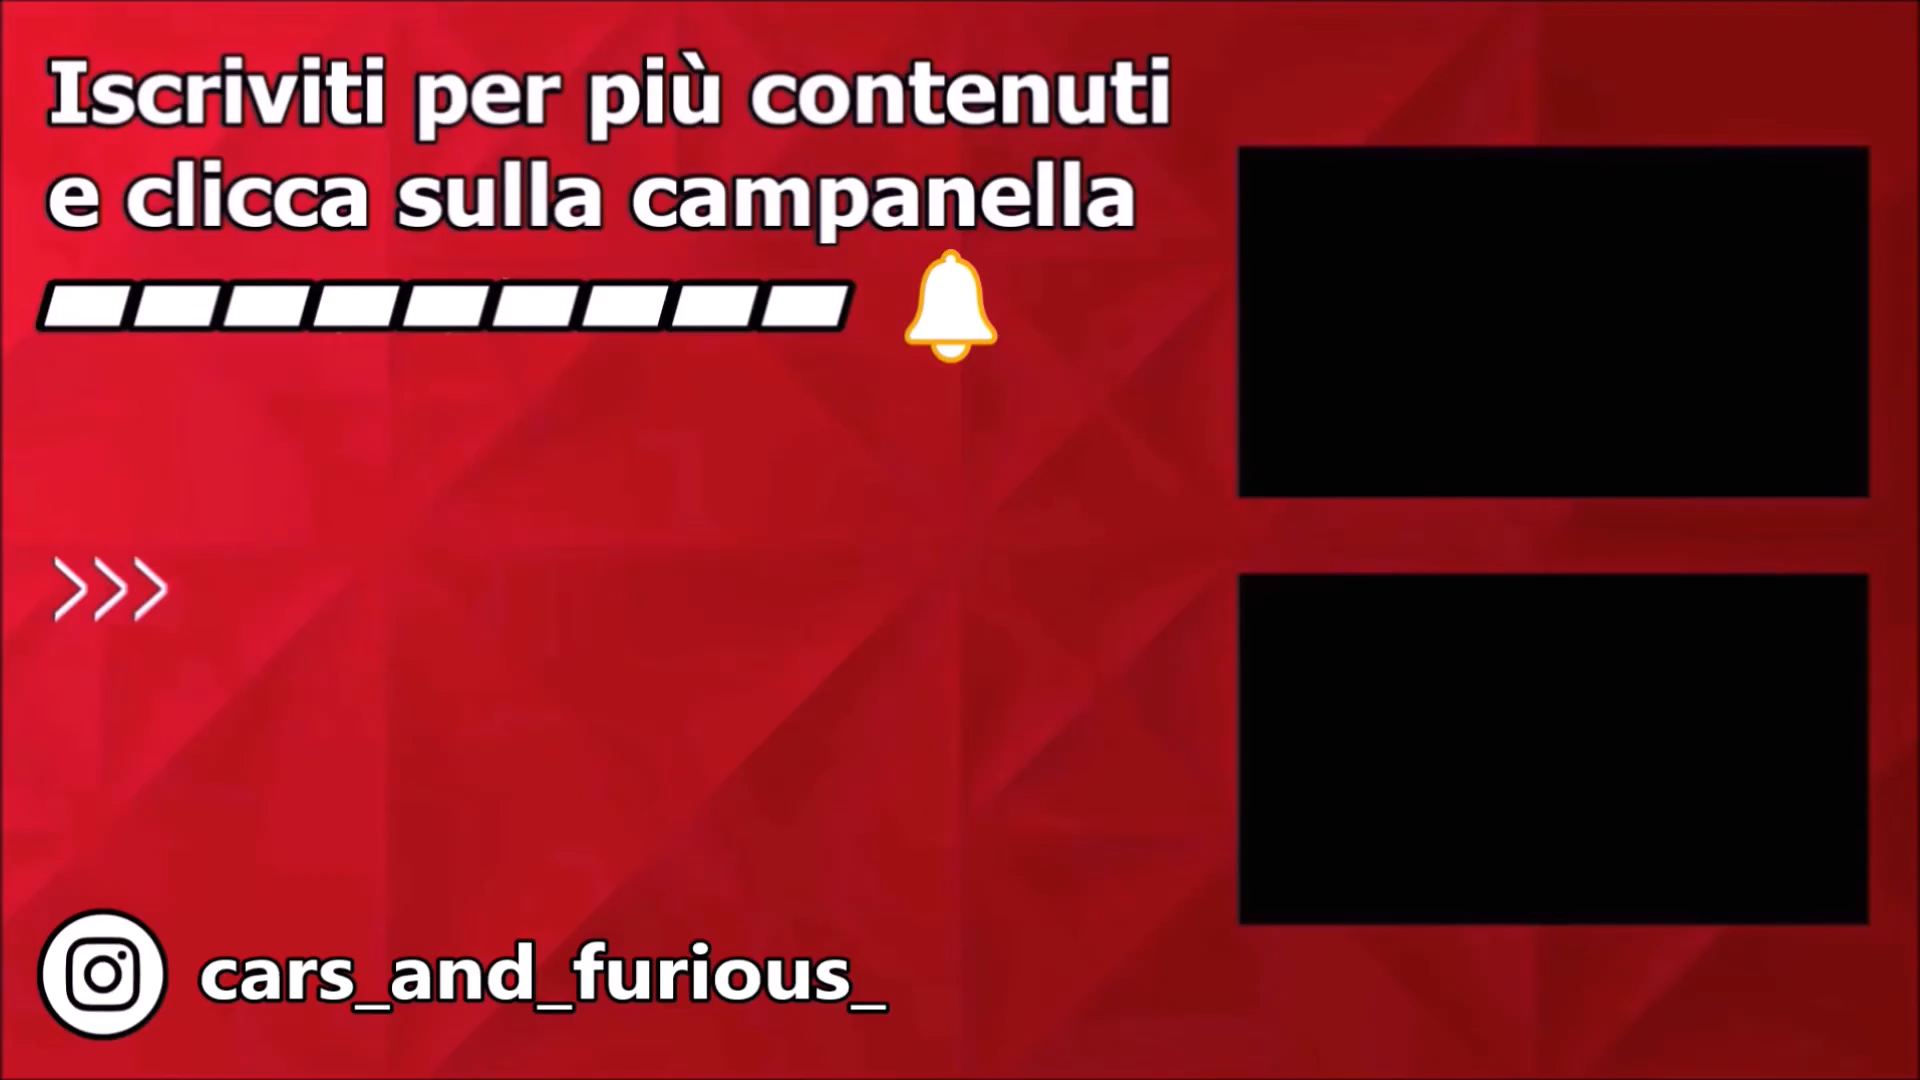 Iscriviti per più contenuti
e clicca sulla campanella
cars_and_furious_